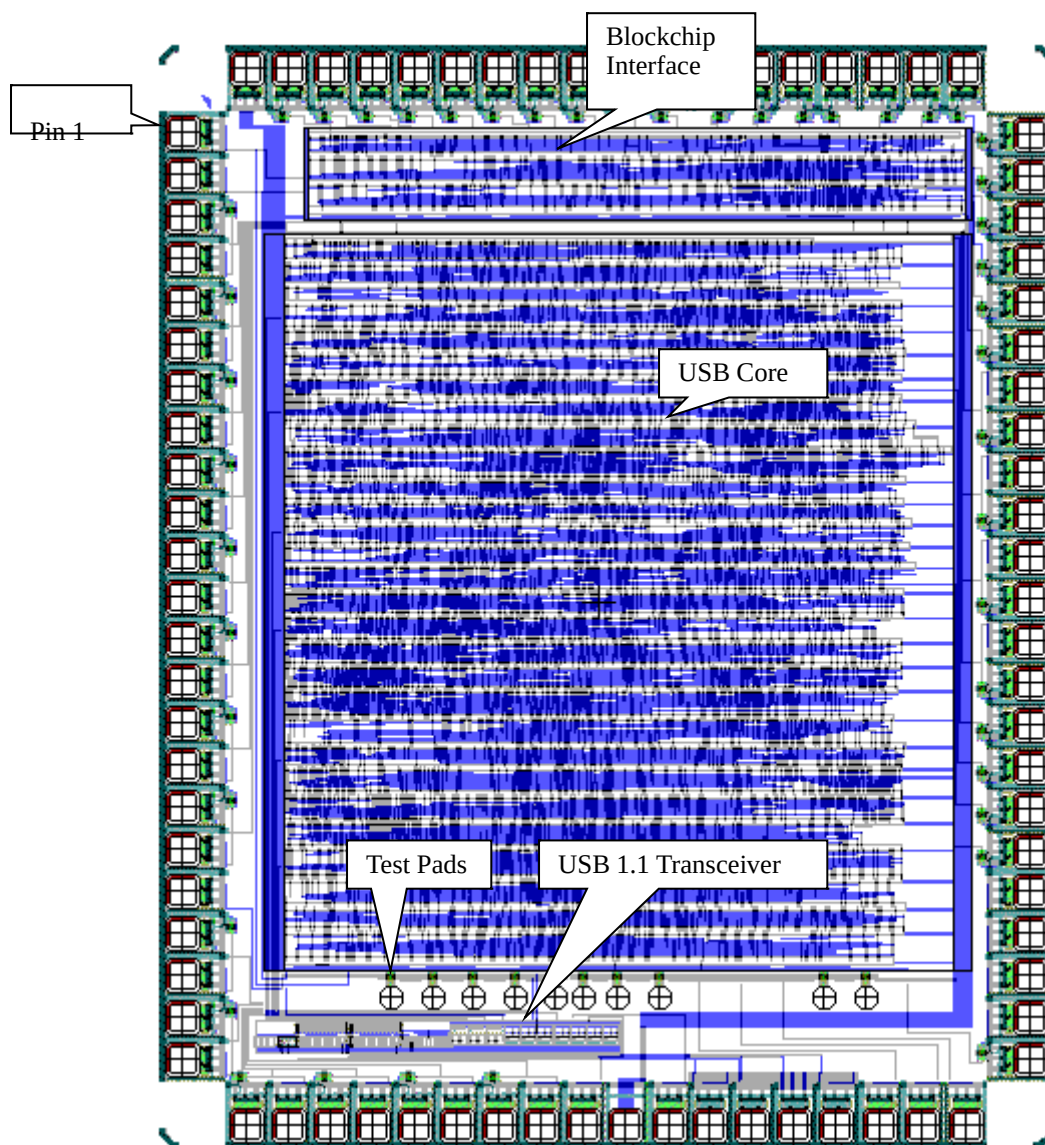 Blockchip
Interface
Pin 1
USB Core
Test Pads
USB 1.1 Transceiver